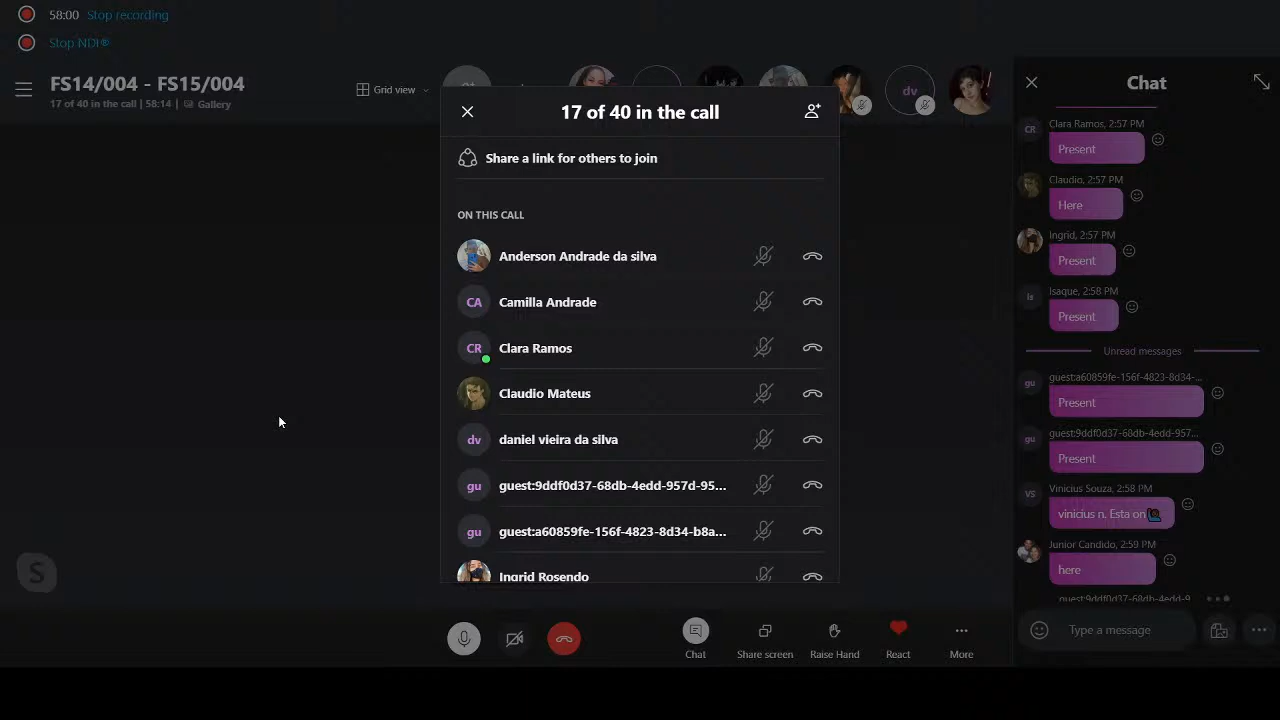 58:00 Stop recording
Stop NDI®
FS14/004 - FS15/004
17 of 40 in the call | 58:14 | Gallery
Grid view
dv
17 of 40 in the call
Share a link for others to join
ON THIS CALL
Anderson Andrade da silva
CA Camilla Andrade
CR Clara Ramos
Claudio Mateus
dv daniel vieira da silva
gu guest:9ddf0d37-68db-4edd-957d-95...
gu guest:a60859fe-156f-4823-8d34-b8a...
Ingrid Rosendo
S
Chat
Share screen
Raise Hand
React
More
Chat
Clara Ramos, 2:57 PM
CR
Present
Claudio, 2:57 PM
Here
Ingrid, 2:57 PM
Present
Isaque, 2:58 PM
Is
Present
Unread messages
guest:a60859fe-156f-4823-8d34-...
gu
Present
guest:9ddf0d37-68db-4edd-957...
gu
Present
Vinicius Souza, 2:58 PM
VS
vinicius n. Esta on
Junior Candido, 2:59 PM
here
guest:9ddf0d37-68db-4edd-9
Type a message